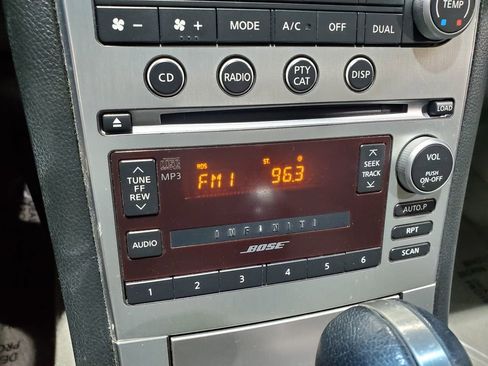 - + MODE A/C OFF DUAL TEMP
CD RADIO PTY CAT DISP
LOAD
TUNE FF REW
MP3
RDS ST.
FM1 96.3
SEEK TRACK
VOL
PUSH ON·OFF
AUTO.P
AUDIO
INFINITI
RPT
BOSE
SCAN
1 2 3 4 5 6